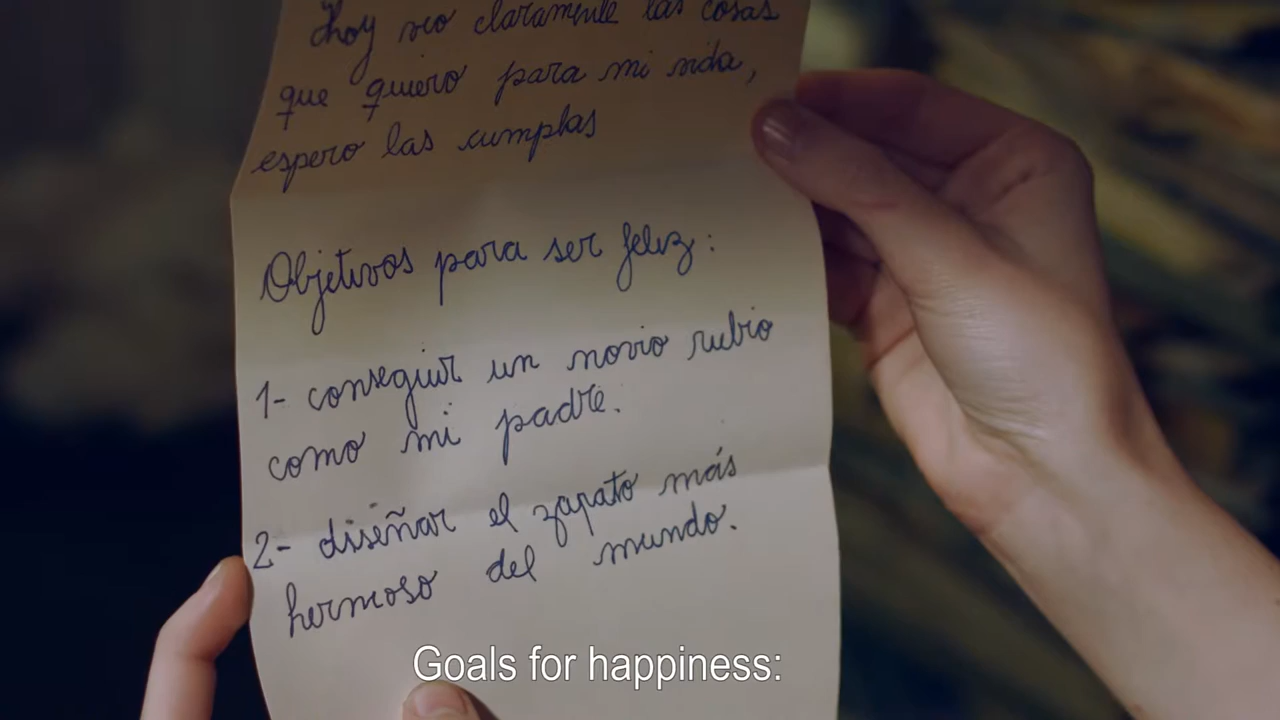 hoy veo claramente las cosas
que quiero para mi vida,
espero las cumplas
Objetivos para ser feliz:
1- conseguir un novio rubio
como mi padre.
2- diseñar el zapato más
hermoso del mundo.
Goals for happiness: